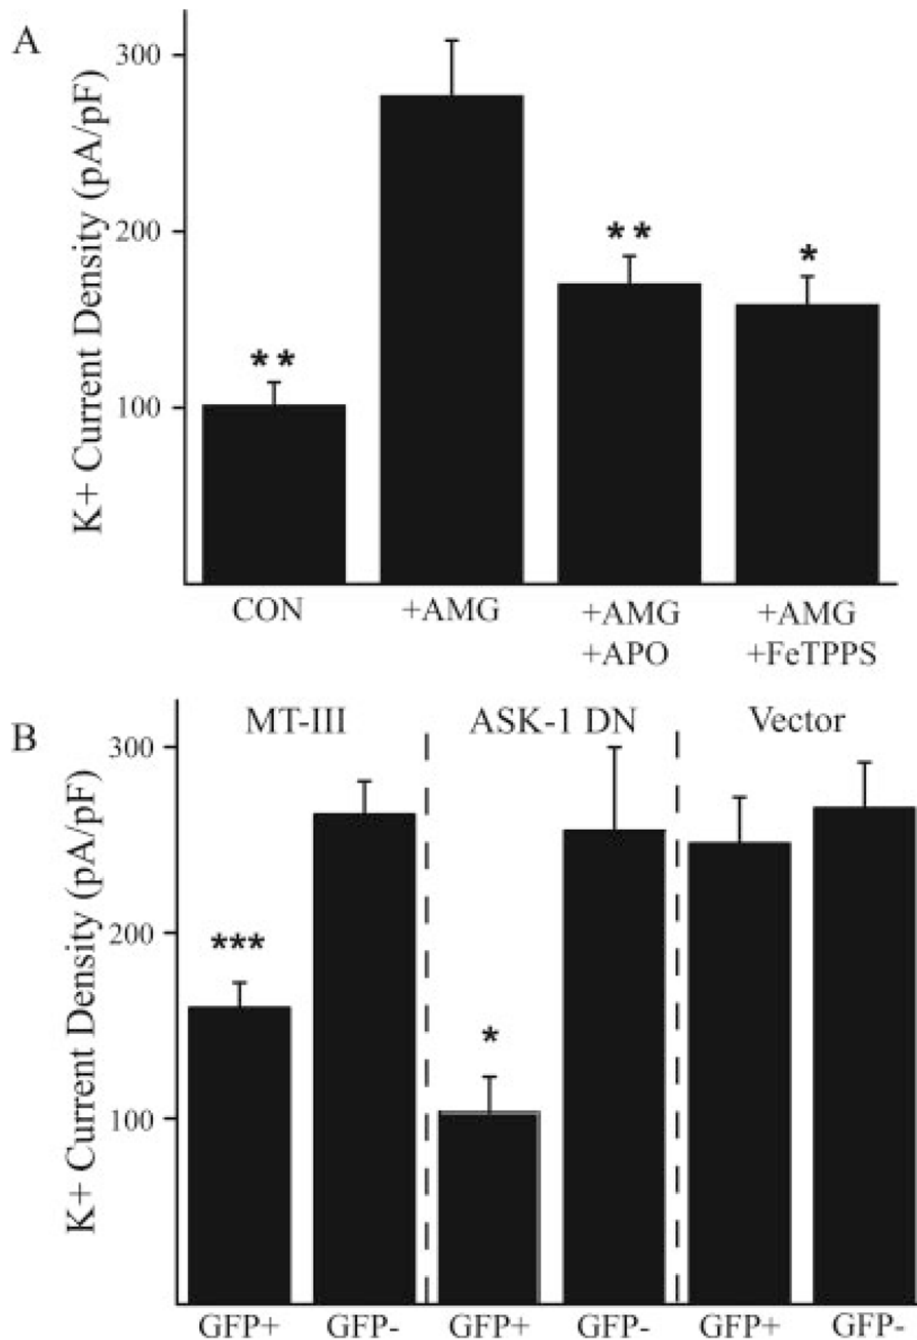 A
K+ Current Density (pA/pF)
300
200
100
**
**
*
CON
+AMG
+AMG
+APO
+AMG
+FeTPPS
B
K+ Current Density (pA/pF)
MT-III
ASK-1 DN
Vector
300
200
100
***
*
GFP+
GFP-
GFP+
GFP-
GFP+
GFP-